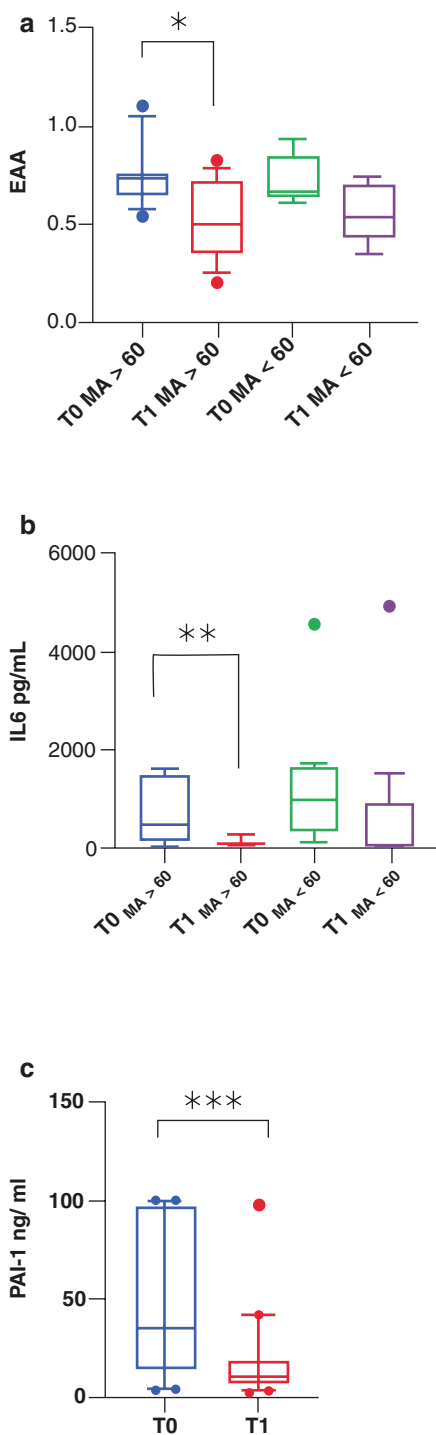 a
*
EAA
1.5
1.0
0.5
0.0
T0 MA > 60
T1 MA > 60
T0 MA < 60
T1 MA < 60
b
**
IL6 pg/mL
6000
4000
2000
0
T0 MA > 60
T1 MA > 60
T0 MA < 60
T1 MA < 60
c
***
PAI-1 ng/ ml
150
100
50
0
T0
T1